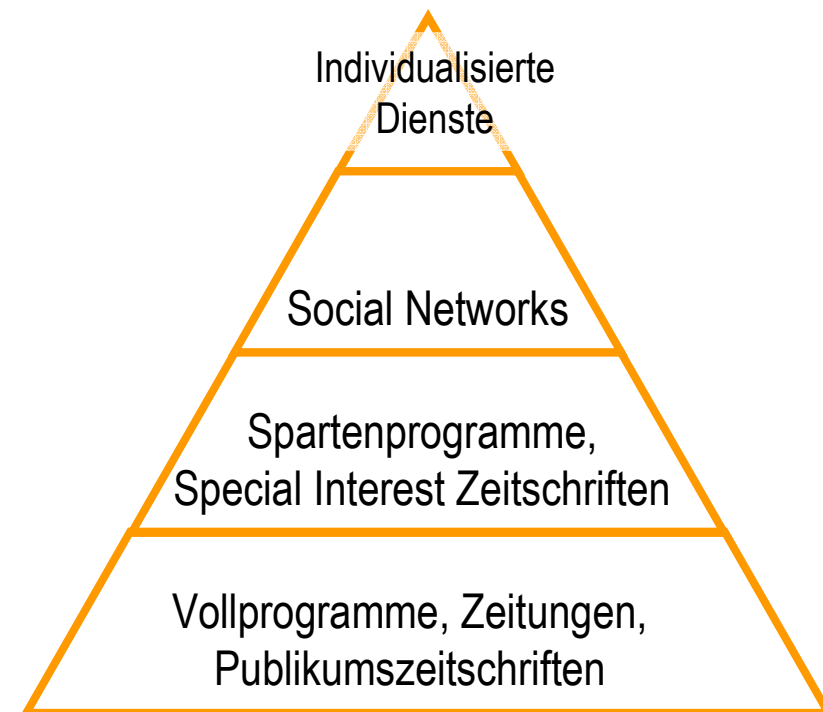 Individualisierte
Dienste
Social Networks
Spartenprogramme,
Special Interest Zeitschriften
Vollprogramme, Zeitungen,
Publikumszeitschriften